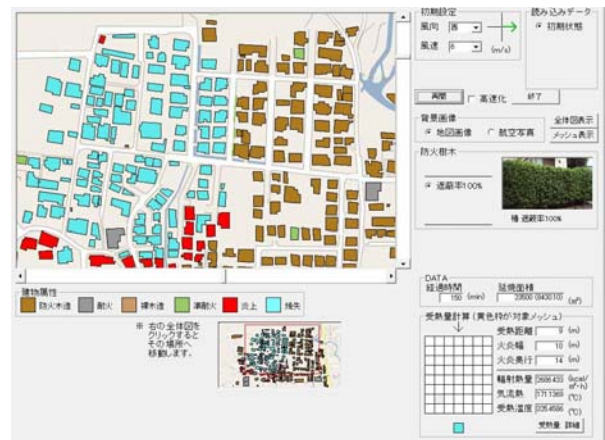 初期設定
風向 西
風速 6 (m/s)
読み込みデータ
初期状態
再開 高速化 終了
背景画像
地図画像 航空写真
全体図表示
メッシュ表示
防火樹木
遮蔽率100%
椿 遮蔽率100%
建物属性
防火木造 耐火 裸木造 準耐火 炎上 焼失
※ 右の全体図を
クリックすると
その場所へ
移動します。
DATA
経過時間 延焼面積
150 (min) (㎡)
受熱量計算(黄色枠が対象メッシュ)
受熱距離 9 (m)
火炎幅 10 (m)
火炎奥行 14 (m)
輻射熱量 (kcal/㎡・h)
気流熱 (℃)
受熱温度 (℃)
受熱量 詳細